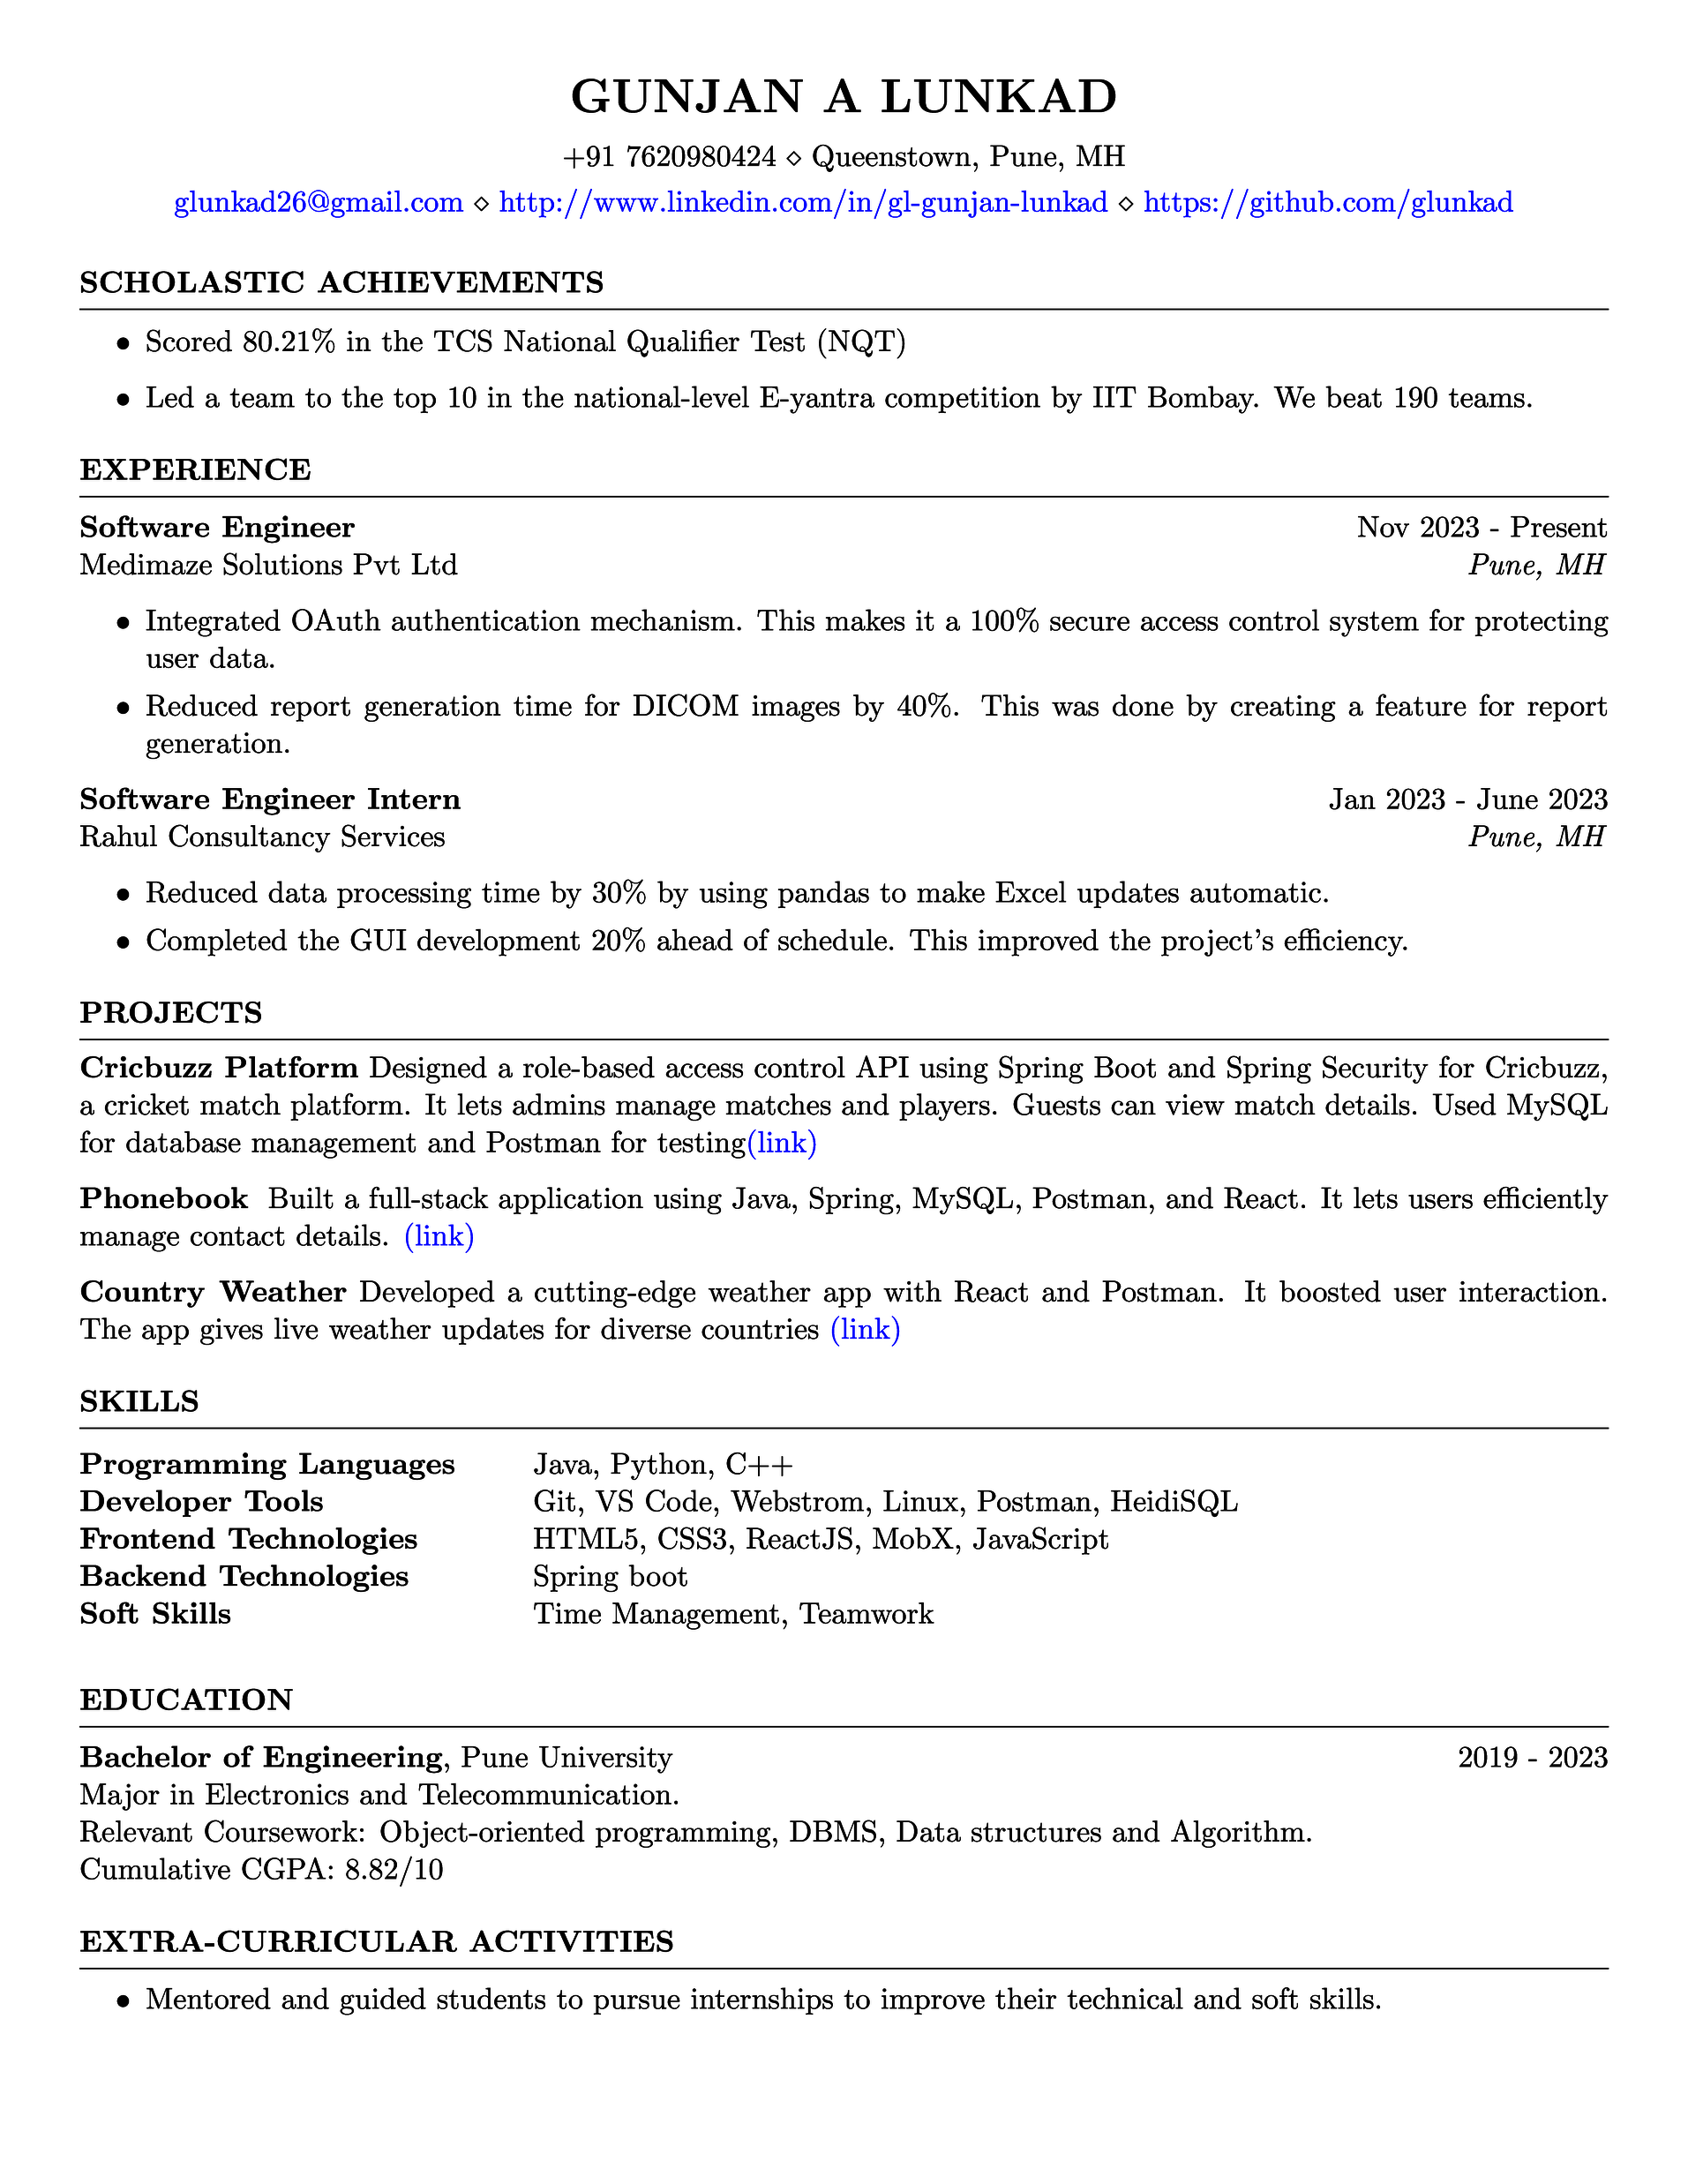 GUNJAN A LUNKAD
+91 7620980424 ⋄ Queenstown, Pune, MH
glunkad26@gmail.com ⋄ http://www.linkedin.com/in/gl-gunjan-lunkad ⋄ https://github.com/glunkad
SCHOLASTIC ACHIEVEMENTS
• Scored 80.21% in the TCS National Qualifier Test (NQT)
• Led a team to the top 10 in the national-level E-yantra competition by IIT Bombay. We beat 190 teams.
EXPERIENCE
Software Engineer Nov 2023 - Present
Medimaze Solutions Pvt Ltd Pune, MH
• Integrated OAuth authentication mechanism. This makes it a 100% secure access control system for protecting
user data.
• Reduced report generation time for DICOM images by 40%. This was done by creating a feature for report
generation.
Software Engineer Intern Jan 2023 - June 2023
Rahul Consultancy Services Pune, MH
• Reduced data processing time by 30% by using pandas to make Excel updates automatic.
• Completed the GUI development 20% ahead of schedule. This improved the project's efficiency.
PROJECTS
Cricbuzz Platform Designed a role-based access control API using Spring Boot and Spring Security for Cricbuzz,
a cricket match platform. It lets admins manage matches and players. Guests can view match details. Used MySQL
for database management and Postman for testing(link)
Phonebook Built a full-stack application using Java, Spring, MySQL, Postman, and React. It lets users efficiently
manage contact details. (link)
Country Weather Developed a cutting-edge weather app with React and Postman. It boosted user interaction.
The app gives live weather updates for diverse countries (link)
SKILLS
Programming Languages Java, Python, C++
Developer Tools Git, VS Code, Webstrom, Linux, Postman, HeidiSQL
Frontend Technologies HTML5, CSS3, ReactJS, MobX, JavaScript
Backend Technologies Spring boot
Soft Skills Time Management, Teamwork
EDUCATION
Bachelor of Engineering, Pune University 2019 - 2023
Major in Electronics and Telecommunication.
Relevant Coursework: Object-oriented programming, DBMS, Data structures and Algorithm.
Cumulative CGPA: 8.82/10
EXTRA-CURRICULAR ACTIVITIES
• Mentored and guided students to pursue internships to improve their technical and soft skills.